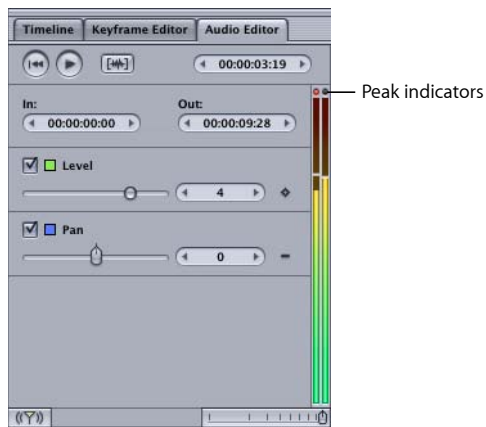 Timeline Keyframe Editor Audio Editor
00:00:03:19
Peak indicators
In: Out:
00:00:00:00 00:00:09:28
Level
4
Pan
0